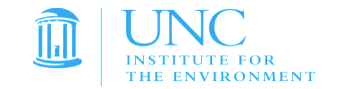 UNC
INSTITUTE FOR
THE ENVIRONMENT